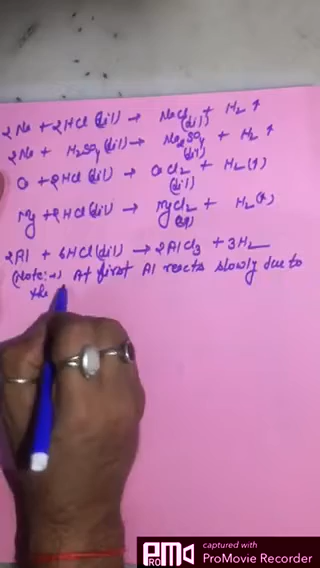 2Na + 2HCl (dil) → NaCl + H₂ ↑
(dil)
2Na + H₂SO₄ (dil) → Na₂SO₄ + H₂ ↑
(dil)
+ 2HCl (dil) → Cl₂ + H₂(↑)
(dil)
Mg + 2HCl (dil) → MgCl₂ + H₂(↑)
2Al + 6HCl (dil) → 2AlCl₃ + 3H₂
(Note:→) At first Al reacts slowly due to
the
captured with
PRO
ProMovie Recorder